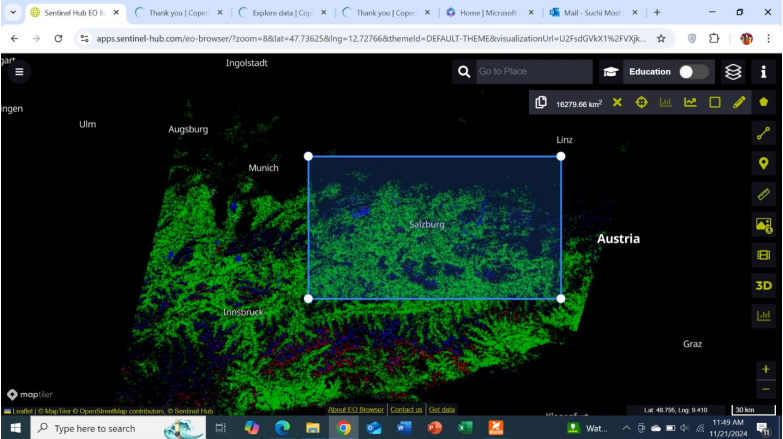 Sentinel Hub EO B
Thank you | Coper
Explore data | Cop
Thank you | Coper
Home | Microsoft
Mail - Suchi Most
apps.sentinel-hub.com/eo-browser/?zoom=8&lat=47.73625&lng=12.72766&themeId=DEFAULT-THEME&visualizationUrl=U2FsdGVkX1%2FVXjk...
Ingolstadt
Go to Place
Education
16279.66 km²
Ulm
Augsburg
Linz
Munich
Salzburg
Austria
3D
Innsbruck
Graz
maptiler
Leaflet | © MapTiler © OpenStreetMap contributors, © Sentinel Hub
About EO Browser
Contact us
Get data
Lat: 48.795, Lng: 9.410
30 km
Type here to search
Wat...
11:49 AM
11/21/2024